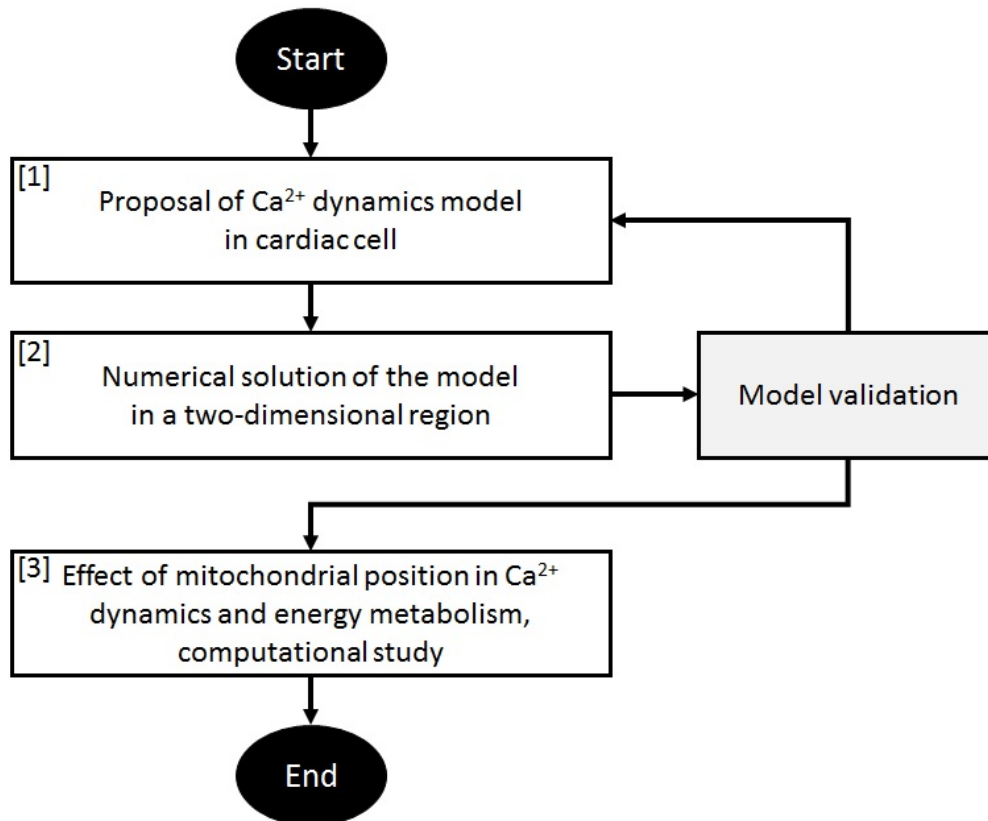 Start
[1]
Proposal of Ca²⁺ dynamics model
in cardiac cell
[2]
Numerical solution of the model
in a two-dimensional region
Model validation
[3]
Effect of mitochondrial position in Ca²⁺
dynamics and energy metabolism,
computational study
End